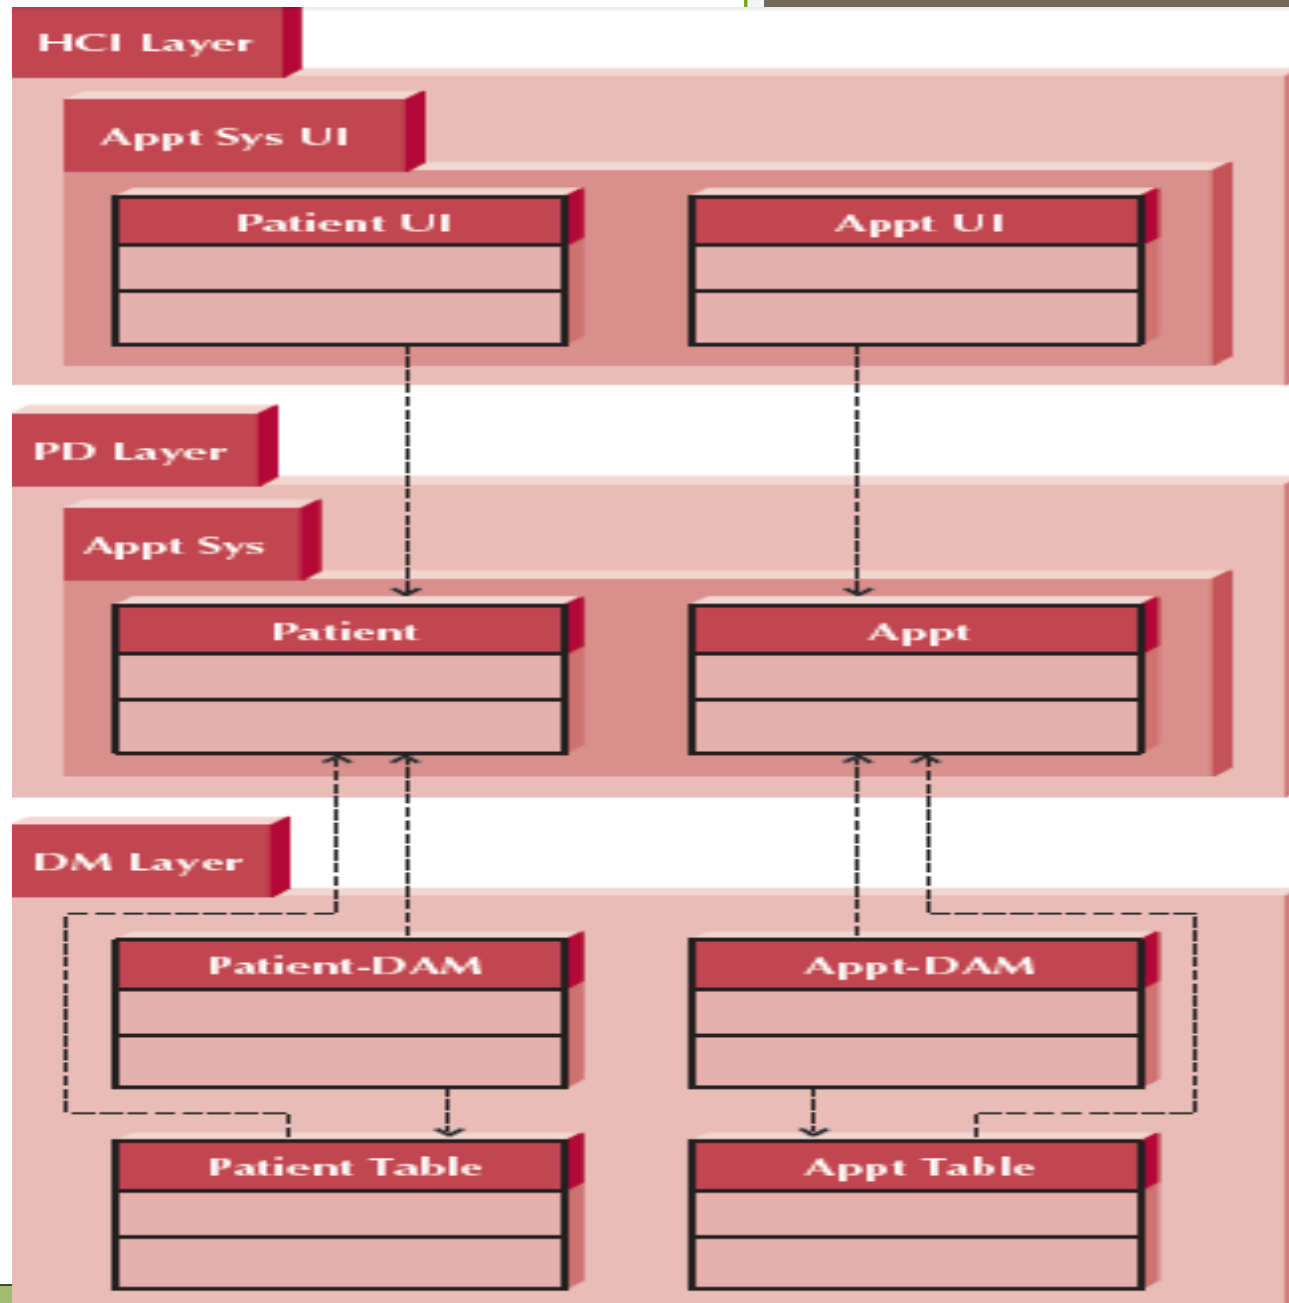 HCI Layer
Appt Sys UI
Patient UI
Appt UI
PD Layer
Appt Sys
Patient
Appt
DM Layer
Patient-DAM
Appt-DAM
Patient Table
Appt Table